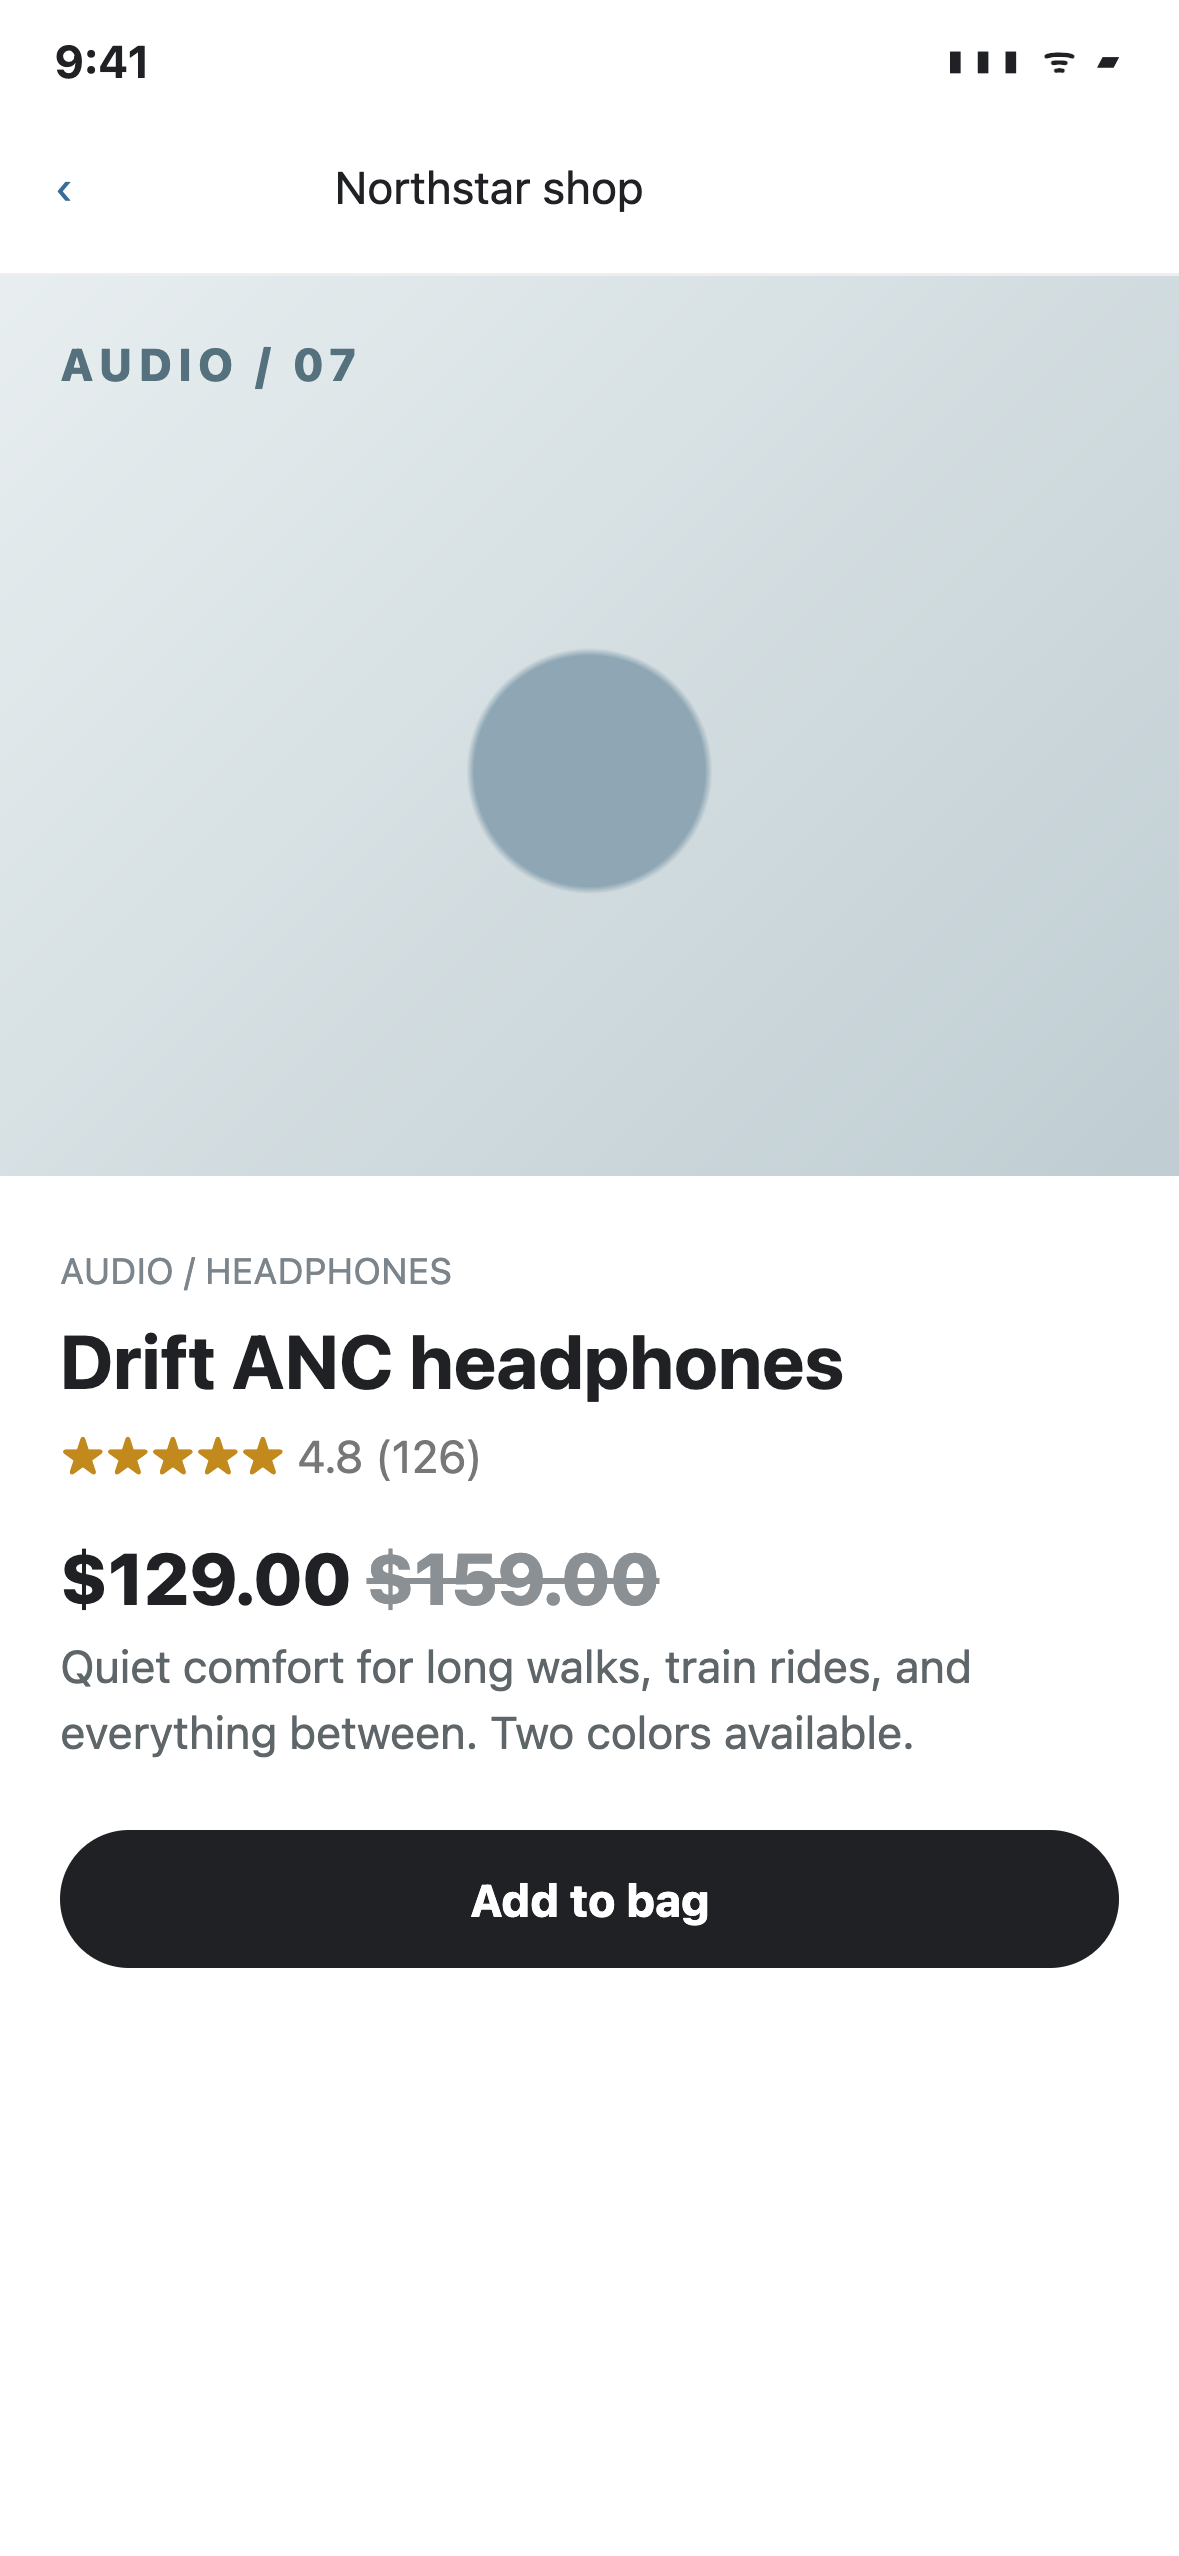 9:41
‹ Northstar shop
AUDIO / 07
AUDIO / HEADPHONES
Drift ANC headphones
★★★★★ 4.8 (126)
$129.00 $159.00
Quiet comfort for long walks, train rides, and
everything between. Two colors available.
Add to bag